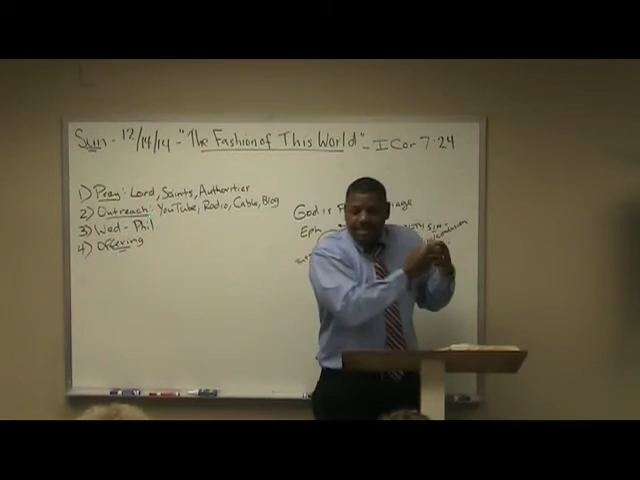 Sun - 12/14/14 - "The Fashion of This World" - I Cor 7:24
1) Pray: Lord, Saints, Authorities
2) Outreach: YouTube, Radio, Cable, Blog
3) Wed - Phil
4) Offering
God is
Eph